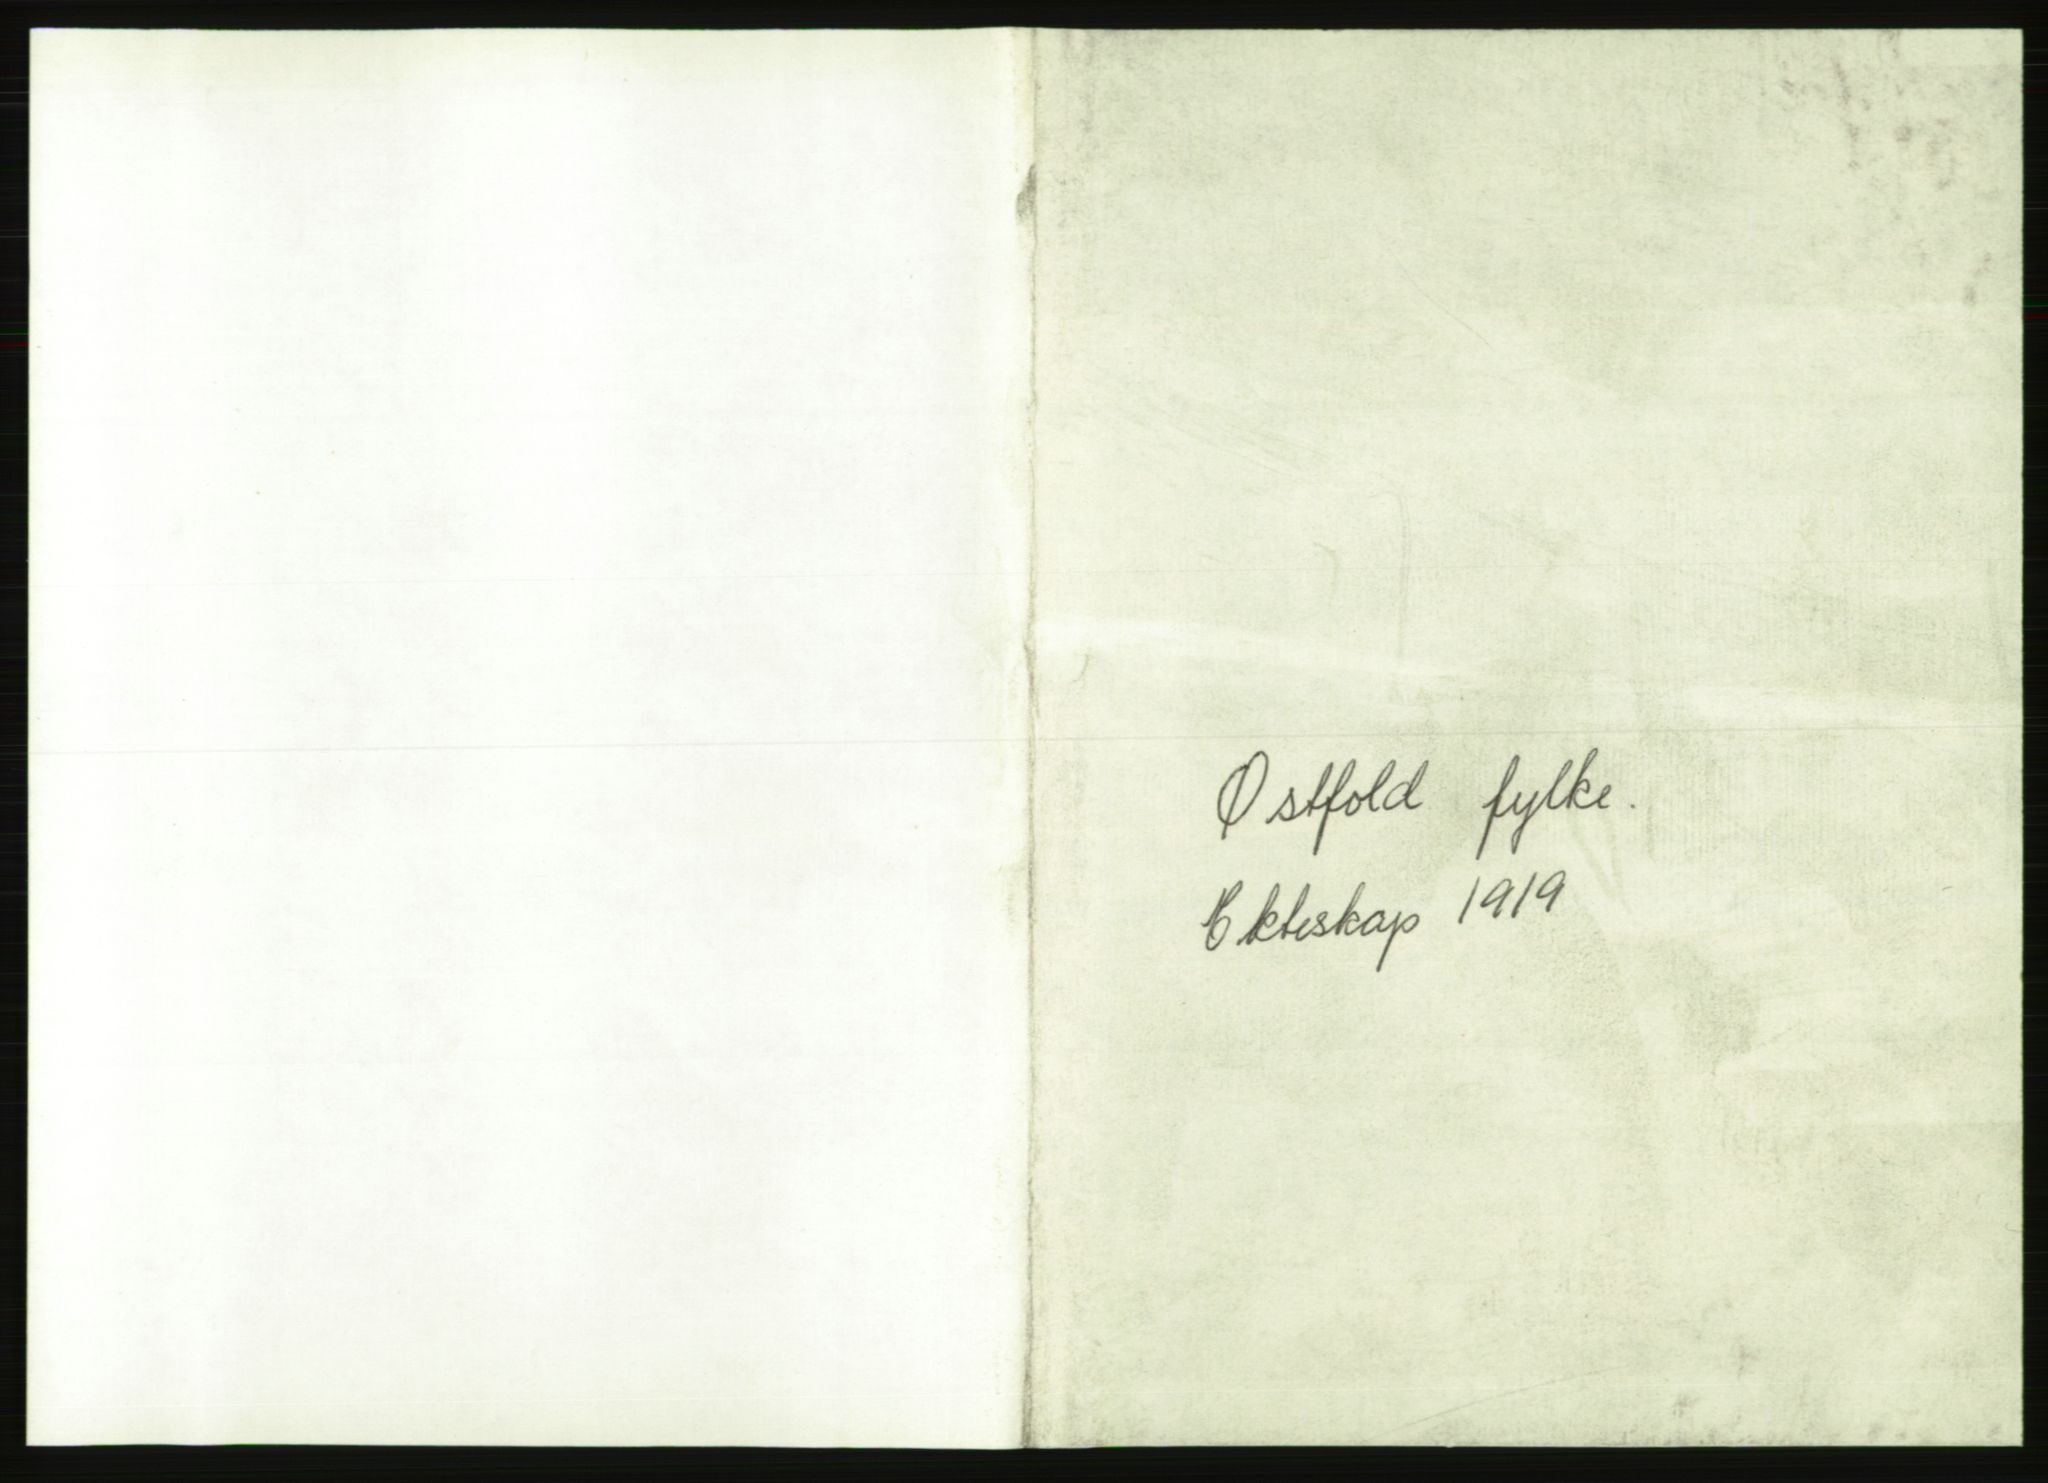 Østfold fylke.
Ekteskap 1919